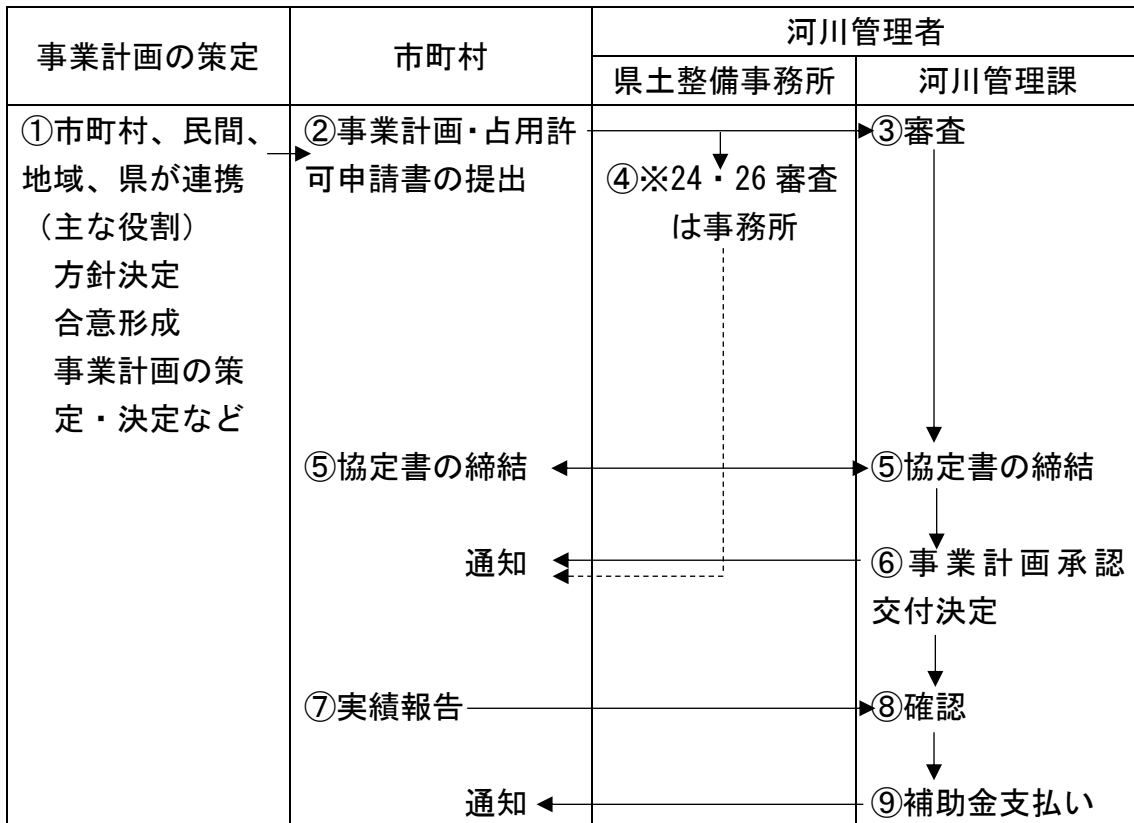 事業計画の策定
市町村
河川管理者
県土整備事務所
河川管理課
①市町村、民間、
地域、県が連携
（主な役割）
方針決定
合意形成
事業計画の策
定・決定など
②事業計画・占用許
可申請書の提出
③審査
④※24・26審査
は事務所
⑤協定書の締結
⑤協定書の締結
通知
⑥事業計画承認
交付決定
⑦実績報告
⑧確認
通知
⑨補助金支払い